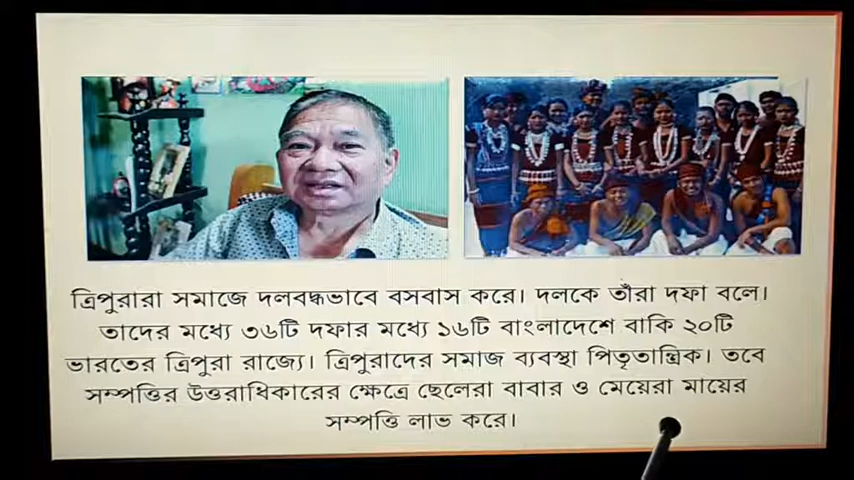 ত্রিপুরারা সমাজে দলবদ্ধভাবে বসবাস করে। দলকে তাঁরা দফা বলে।
তাদের মধ্যে ৩৬টি দফার মধ্যে ১৬টি বাংলাদেশে বাকি ২০টি
ভারতের ত্রিপুরা রাজ্যে। ত্রিপুরাদের সমাজ ব্যবস্থা পিতৃতান্ত্রিক। তবে
সম্পত্তির উত্তরাধিকারের ক্ষেত্রে ছেলেরা বাবার ও মেয়েরা মায়ের
সম্পত্তি লাভ করে।